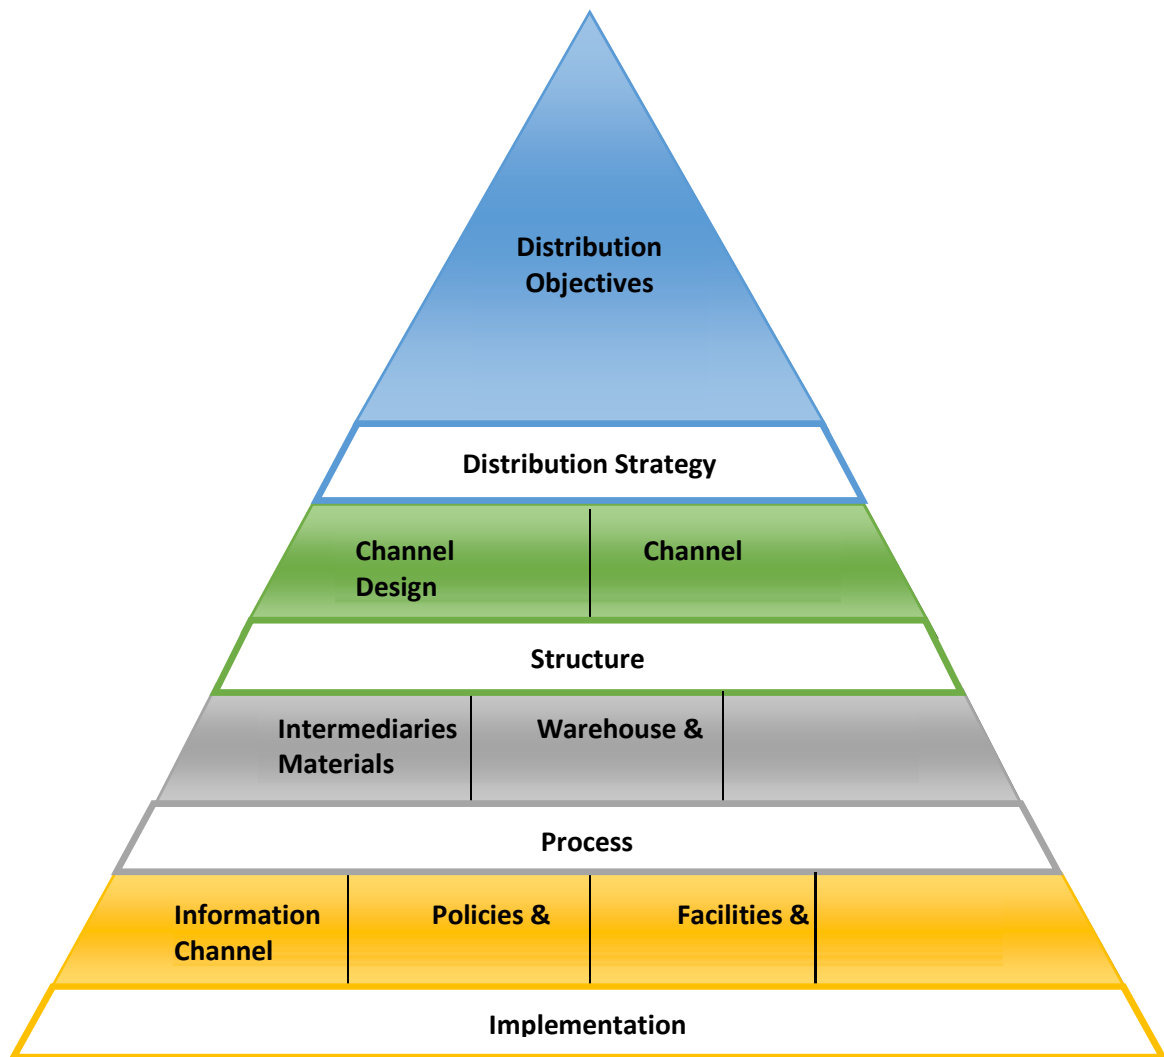 Distribution
Objectives
Distribution Strategy
Channel
Design
Channel
Structure
Intermediaries
Materials
Warehouse &
Process
Information
Channel
Policies &
Facilities &
Implementation